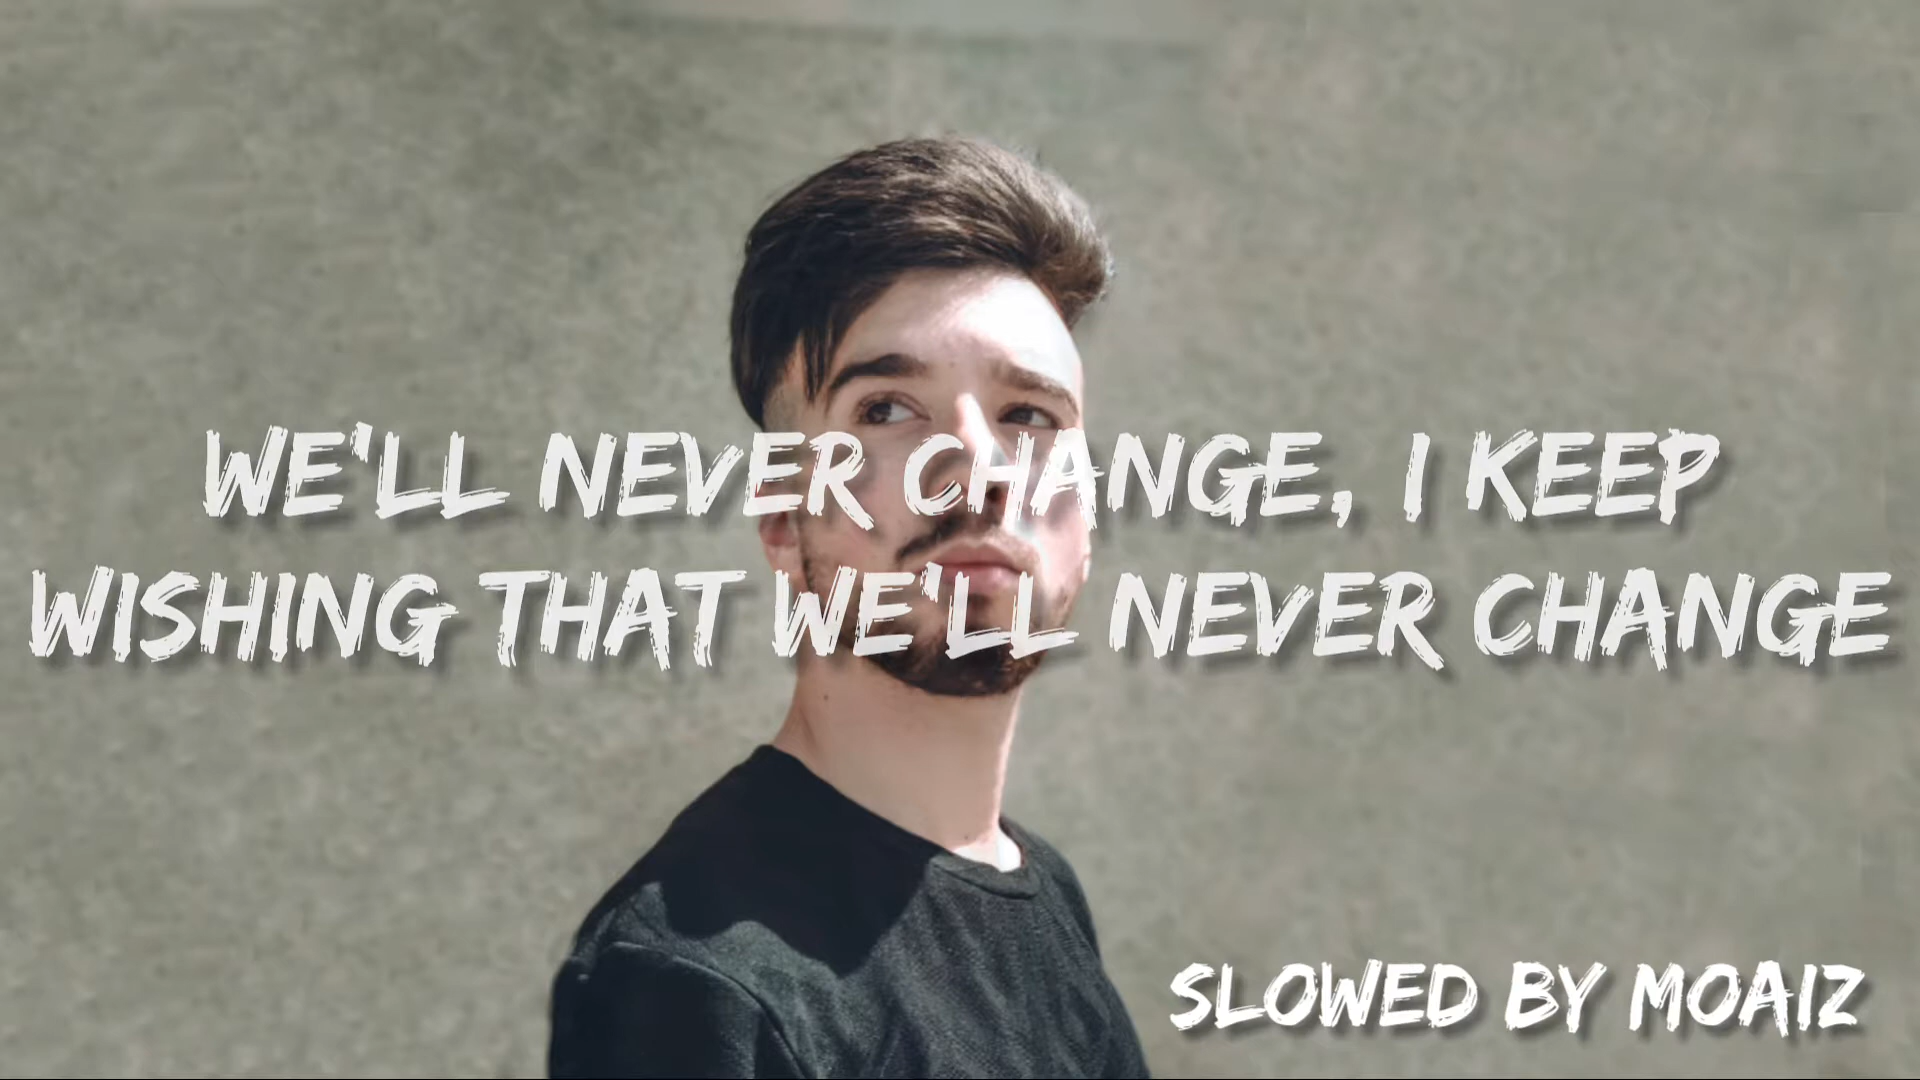 WE'LL NEVER CHANGE, I KEEP
WISHING THAT WE'LL NEVER CHANGE
SLOWED BY MOAIZ